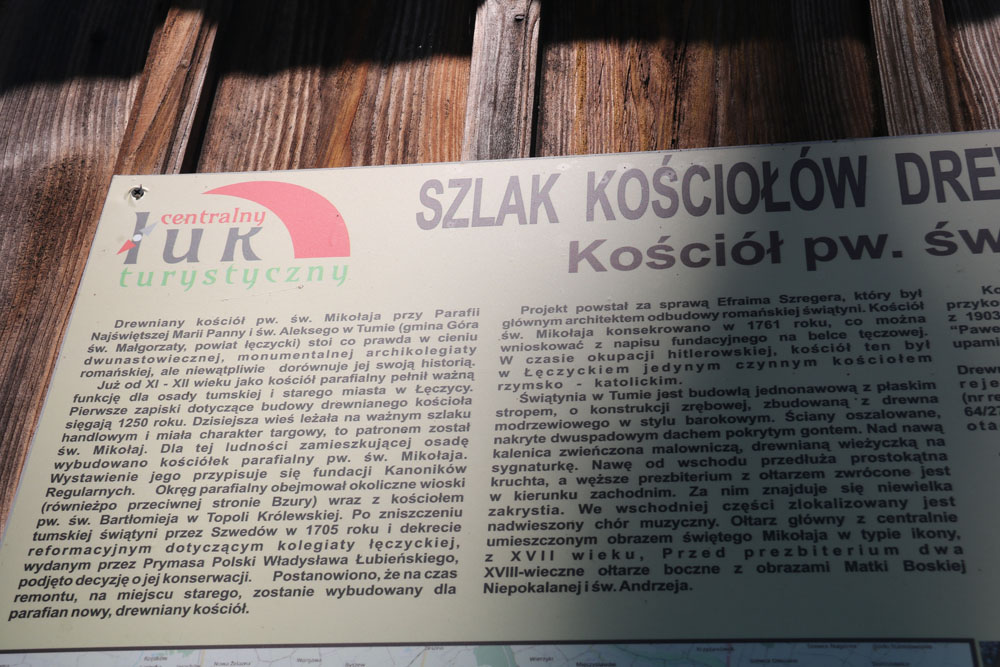 centralny
łuk
turystyczny
SZLAK KOŚCIOŁÓW DREW
Kościół pw. św
Drewniany kościół pw. św. Mikołaja przy Parafii
Najświętszej Marii Panny i św. Aleksego w Tumie (gmina Góra
św. Małgorzaty, powiat łęczycki) stoi co prawda w cieniu
dwunastowiecznej, monumentalnej archikolegiaty
romańskiej, ale niewątpliwie dorównuje jej swoją historią.
Już od XI - XII wieku jako kościół parafialny pełnił ważną
funkcję dla osady tumskiej i starego miasta w Łęczycy.
Pierwsze zapiski dotyczące budowy drewnianego kościoła
sięgają 1250 roku. Dzisiejsza wieś leżała na ważnym szlaku
handlowym i miała charakter targowy, to patronem został
św. Mikołaj. Dla tej ludności zamieszkującej osadę
wybudowano kościółek parafialny pw. św. Mikołaja.
Wystawienie jego przypisuje się fundacji Kanoników
Regularnych. Okręg parafialny obejmował okoliczne wioski
(równieżpo przeciwnej stronie Bzury) wraz z kościołem
pw. św. Bartłomieja w Topoli Królewskiej. Po zniszczeniu
tumskiej świątyni przez Szwedów w 1705 roku i dekrecie
reformacyjnym dotyczącym kolegiaty łęczyckiej,
wydanym przez Prymasa Polski Władysława Łubieńskiego,
podjęto decyzję o jej konserwacji. Postanowiono, że na czas
remontu, na miejscu starego, zostanie wybudowany dla
parafian nowy, drewniany kościół.
Projekt powstał za sprawą Efraima Szregera, który był
głównym architektem odbudowy romańskiej świątyni. Kościół
św. Mikołaja konsekrowano w 1761 roku, co można
wnioskować z napisu fundacyjnego na belce tęczowej.
W czasie okupacji hitlerowskiej, kościół ten był
w Łęczyckiem jedynym czynnym kościołem
rzymsko - katolickim.
Świątynia w Tumie jest budowlą jednonawową z płaskim
stropem, o konstrukcji zrębowej, zbudowaną z drewna
modrzewiowego w stylu barokowym. Ściany oszalowane,
nakryte dwuspadowym dachem pokrytym gontem. Nad nawą
kalenica zwieńczona malowniczą, drewnianą wieżyczką na
sygnaturkę. Nawę od wschodu przedłuża prostokątna
kruchta, a węższe prezbiterium z ołtarzem zwrócone jest
w kierunku zachodnim. Za nim znajduje się niewielka
zakrystia. We wschodniej części zlokalizowany jest
nadwieszony chór muzyczny. Ołtarz główny z centralnie
umieszczonym obrazem świętego Mikołaja w typie ikony,
z XVII wieku, Przed prezbiterium dwa
XVIII-wieczne ołtarze boczne z obrazami Matki Boskiej
Niepokalanej i św. Andrzeja.
Ko
przyko
z 1903
"Pawe
upami
Drewn
reje
(nr re
64/27
ota